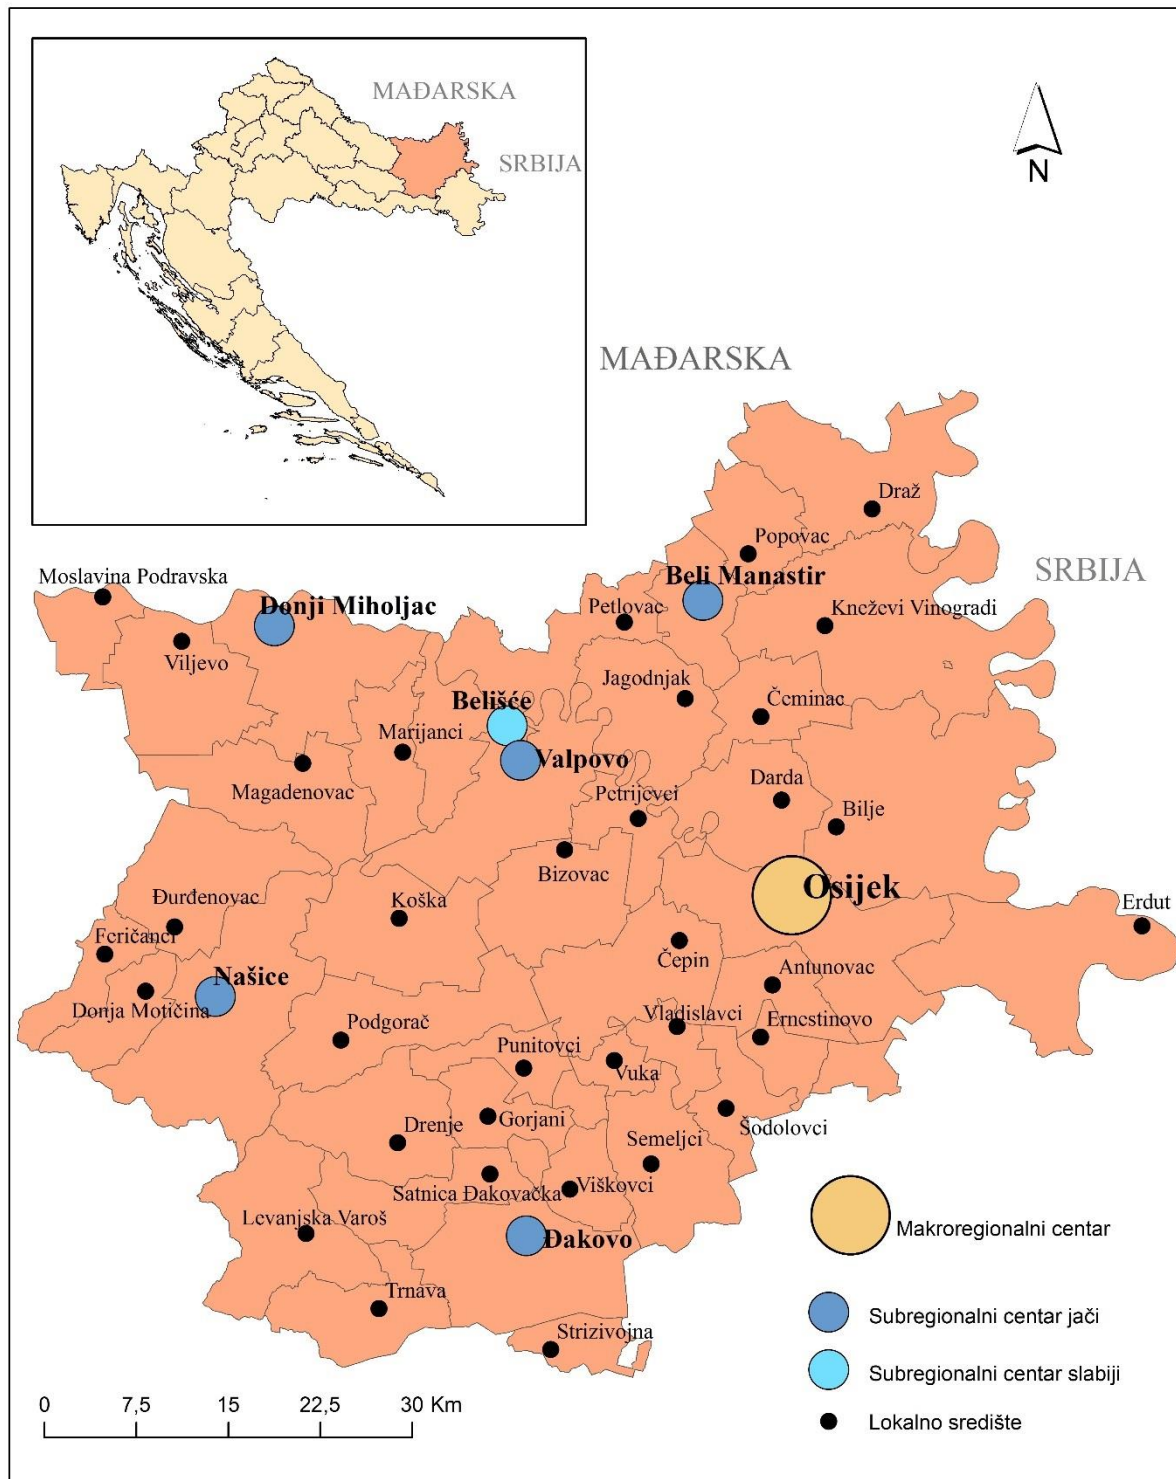 MAĐARSKA
SRBIJA
N
MAĐARSKA
SRBIJA
Draž
Popovac
Beli Manastir
Moslavina Podravska
Donji Miholjac
Petlovac
Kneževi Vinogradi
Viljevo
Jagodnjak
Čeminac
Belišće
Marijanci
Valpovo
Magadenovac
Petrijevci
Darda
Bilje
Bizovac
Osijek
Đurđenovac
Koška
Erdut
Feričanci
Čepin
Našice
Antunovac
Donja Motičina
Podgorač
Vladislavci
Ernestinovo
Punitovci
Vuka
Drenje
Gorjani
Šodolovci
Semeljci
Satnica Đakovačka
Viškovci
Levanjska Varoš
Đakovo
Trnava
Strizivojna
Makroregionalni centar
Subregionalni centar jači
Subregionalni centar slabiji
Lokalno središte
0 7,5 15 22,5 30 Km